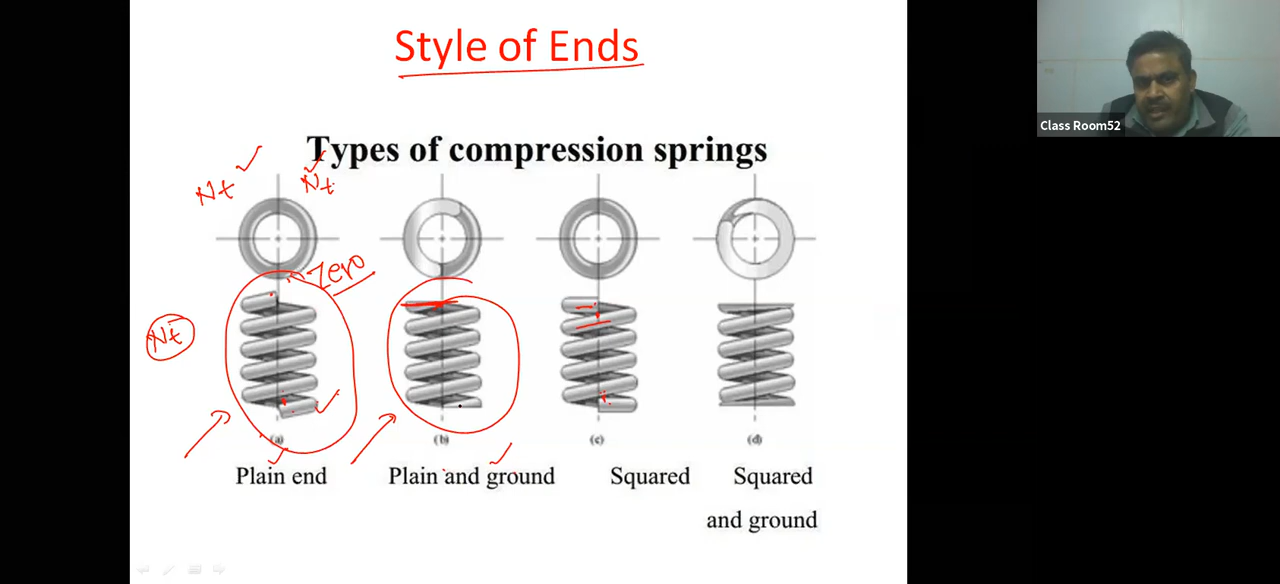 Style of Ends
Class Room52
Types of compression springs
Nt
Nt
Zero
Nt
(a)
(b)
(c)
(d)
Plain end
Plain and ground
Squared
Squared
and ground